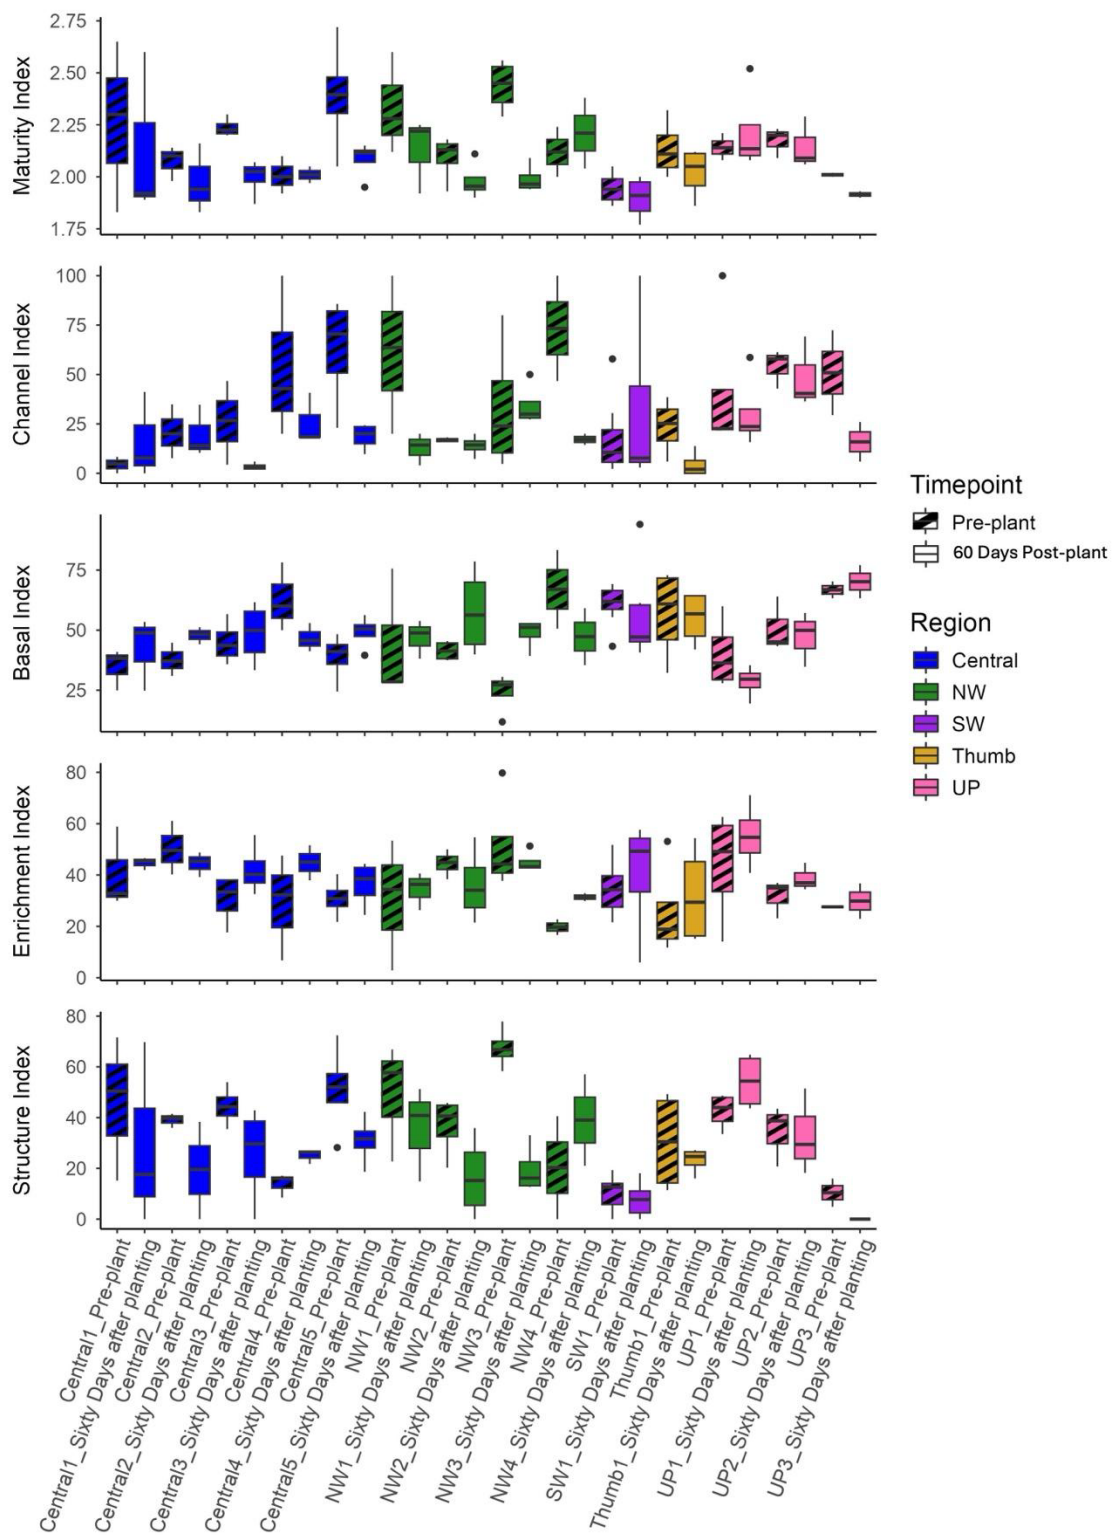 Maturity Index
2.75
2.50
2.25
2.00
1.75
Channel Index
100
75
50
25
0
Basal Index
75
50
25
Enrichment Index
80
60
40
20
0
Structure Index
80
60
40
20
0
Central1_Pre-plant
Central1_Sixty Days after planting
Central2_Pre-plant
Central2_Sixty Days after planting
Central3_Pre-plant
Central3_Sixty Days after planting
Central4_Pre-plant
Central4_Sixty Days after planting
Central5_Pre-plant
Central5_Sixty Days after planting
NW1_Pre-plant
NW1_Sixty Days after planting
NW2_Pre-plant
NW2_Sixty Days after planting
NW3_Pre-plant
NW3_Sixty Days after planting
NW4_Pre-plant
NW4_Sixty Days after planting
SW1_Pre-plant
SW1_Sixty Days after planting
Thumb1_Pre-plant
Thumb1_Sixty Days after planting
UP1_Pre-plant
UP1_Sixty Days after planting
UP2_Pre-plant
UP2_Sixty Days after planting
UP3_Pre-plant
UP3_Sixty Days after planting
Timepoint
Pre-plant
60 Days Post-plant
Region
Central
NW
SW
Thumb
UP